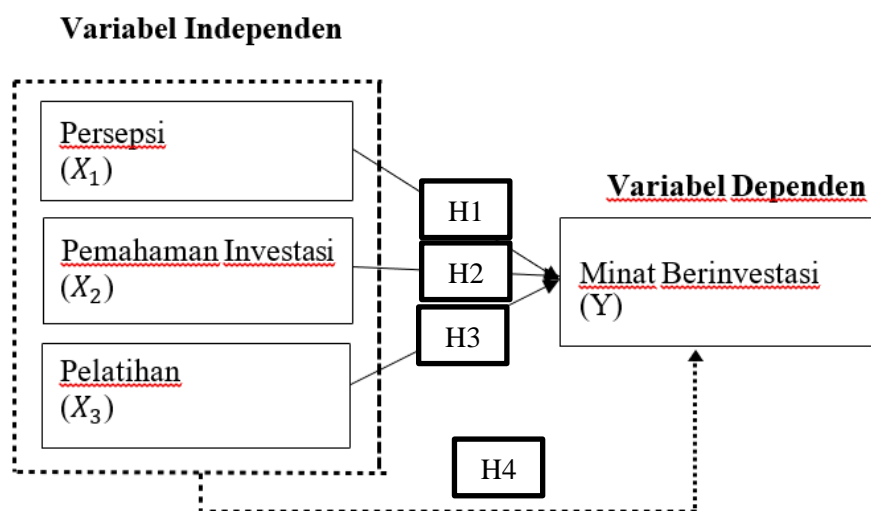 Variabel Independen
Persepsi
(X₁)
H1
Variabel Dependen
Pemahaman Investasi
(X₂)
H2
Minat Berinvestasi
(Y)
H3
Pelatihan
(X₃)
H4